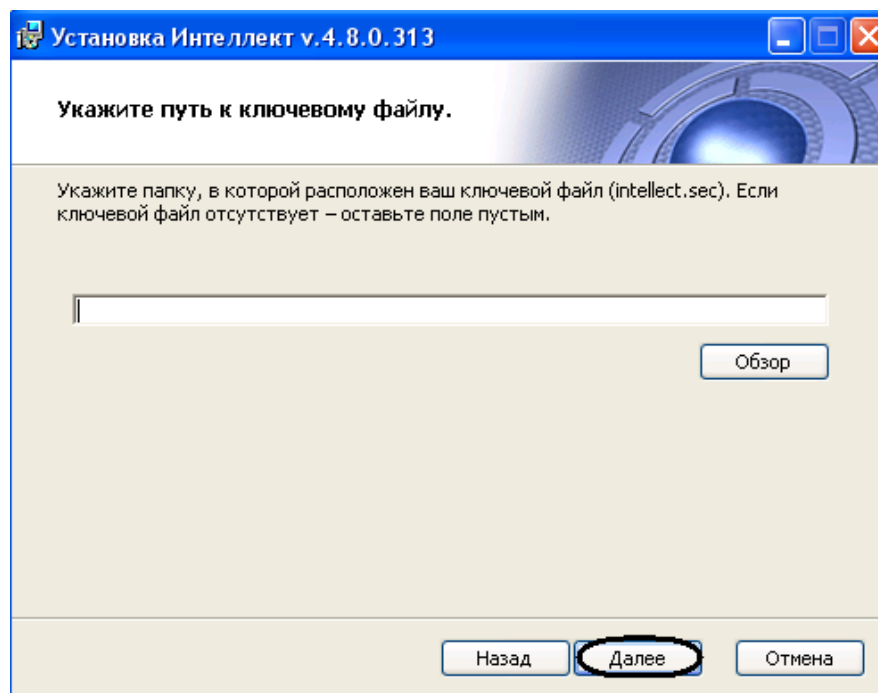 Установка Интеллект v.4.8.0.313
Укажите путь к ключевому файлу.
Укажите папку, в которой расположен ваш ключевой файл (intellect.sec). Если
ключевой файл отсутствует – оставьте поле пустым.
Обзор
Назад Далее Отмена